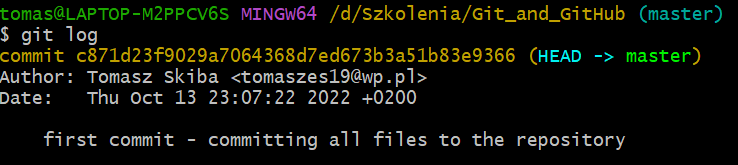 tomas@LAPTOP-M2PPCV6S MINGW64 /d/Szkolenia/Git_and_GitHub (master)
$ git log
commit c871d23f9029a7064368d7ed673b3a51b83e9366 (HEAD -> master)
Author: Tomasz Skiba <tomaszes19@wp.pl>
Date:   Thu Oct 13 23:07:22 2022 +0200
    first commit - committing all files to the repository